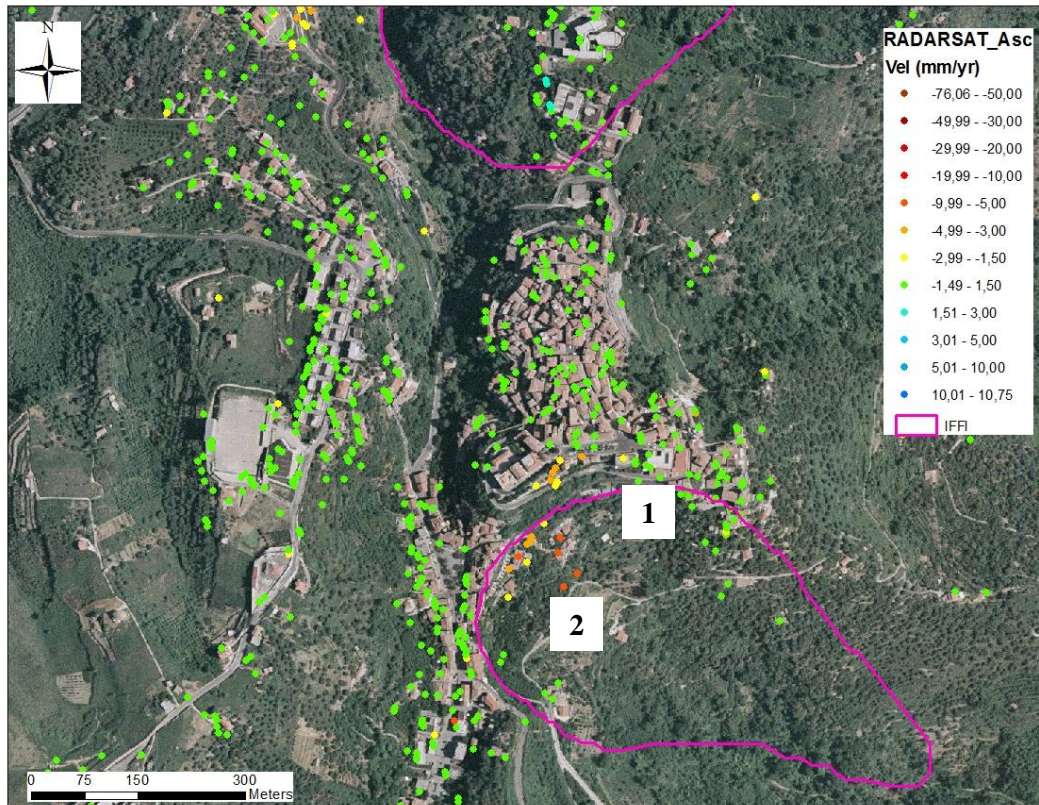 N
RADARSAT_Asc
Vel (mm/yr)
-76,06 - -50,00
-49,99 - -30,00
-29,99 - -20,00
-19,99 - -10,00
-9,99 - -5,00
-4,99 - -3,00
-2,99 - -1,50
-1,49 - 1,50
1,51 - 3,00
3,01 - 5,00
5,01 - 10,00
10,01 - 10,75
IFFI
1
2
0 75 150 300
Meters